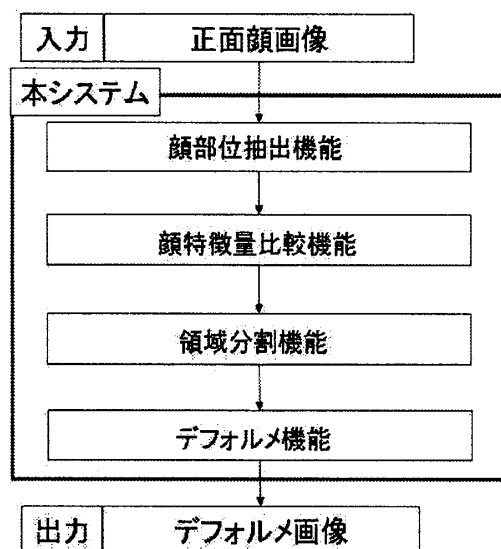 入力 正面顔画像
本システム
顔部位抽出機能
顔特徴量比較機能
領域分割機能
デフォルメ機能
出力 デフォルメ画像